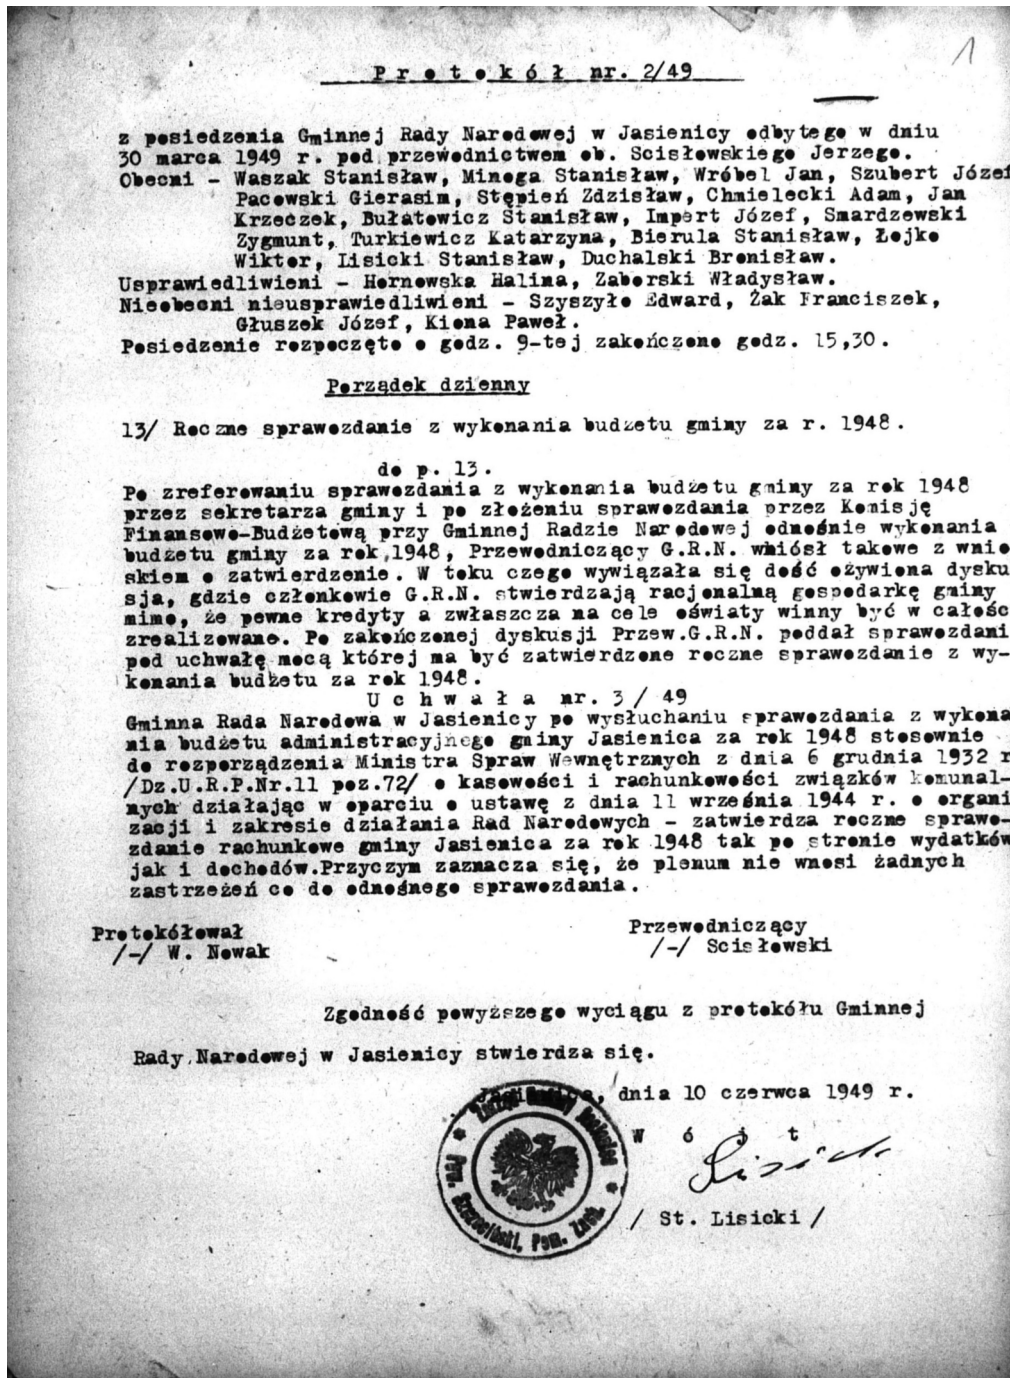 1
Protokół nr. 2/49
z posiedzenia Gminnej Rady Narodowej w Jasienicy odbytego w dniu
30 marca 1949 r. pod przewodnictwem ob. Scisłowskiego Jerzego.
Obecni - Waszak Stanisław, Minoga Stanisław, Wróbel Jan, Szubert Józef
Pacowski Gierasim, Stępień Zdzisław, Chmielecki Adam, Jan
Krzeczek, Bułatowicz Stanisław, Impert Józef, Smardzewski
Zygmunt, Turkiewicz Katarzyna, Bierula Stanisław, Łojko
Wiktor, Lisicki Stanisław, Duchalski Bronisław.
Usprawiedliwieni - Hornowska Halina, Zaborski Władysław.
Nieobecni nieusprawiedliwieni - Szyszyło Edward, Żak Franciszek,
Głuszek Józef, Kiona Paweł.
Posiedzenie rozpoczęto o godz. 9-tej zakończono godz. 15,30.
Porządek dzienny
13/ Roczne sprawozdanie z wykonania budżetu gminy za r. 1948.
do p. 13.
Po zreferowaniu sprawozdania z wykonania budżetu gminy za rok 1948
przez sekretarza gminy i po złożeniu sprawozdania przez Komisję
Finansowo-Budżetową przy Gminnej Radzie Narodowej odnośnie wykonania
budżetu gminy za rok 1948, Przewodniczący G.R.N. wniósł takowe z wnio
skiem o zatwierdzenie. W toku czego wywiązała się dość ożywiona dysku
sja, gdzie członkowie G.R.N. stwierdzają racjonalną gospodarkę gminy
mimo, że pewne kredyty a zwłaszcza na cele oświaty winny być w całośc
zrealizowane. Po zakończonej dyskusji Przew.G.R.N. poddał sprawozdani
pod uchwałę mocą której ma być zatwierdzone roczne sprawozdanie z wy-
konania budżetu za rok 1948.
Uchwała nr. 3/49
Gminna Rada Narodowa w Jasienicy po wysłuchaniu sprawozdania z wykona
nia budżetu administracyjnego gminy Jasienica za rok 1948 stosownie
do rozporządzenia Ministra Spraw Wewnętrznych z dnia 6 grudnia 1932 r
/Dz.U.R.P.Nr.11 poz.72/ o kasowości i rachunkowości związków komunal-
nych działając w oparciu o ustawę z dnia 11 września 1944 r. o organi
zacji i zakresie działania Rad Narodowych - zatwierdza roczne sprawo-
zdanie rachunkowe gminy Jasienica za rok 1948 tak po stronie wydatków
jak i dochodów.Przyczym zaznacza się, że plenum nie wnosi żadnych
zastrzeżeń co do odnośnego sprawozdania.
Protokółował
/-/ W. Nowak
Przewodniczący
/-/ Scisłowski
Zgodność powyższego wyciągu z protokółu Gminnej
Rady Narodowej w Jasienicy stwierdza się.
Jasienica, dnia 10 czerwca 1949 r.
Zarząd Gminy Jasienica
Pow. Szczeciński, Pom. Zach.
Wójt
Lisicki
/ St. Lisicki /